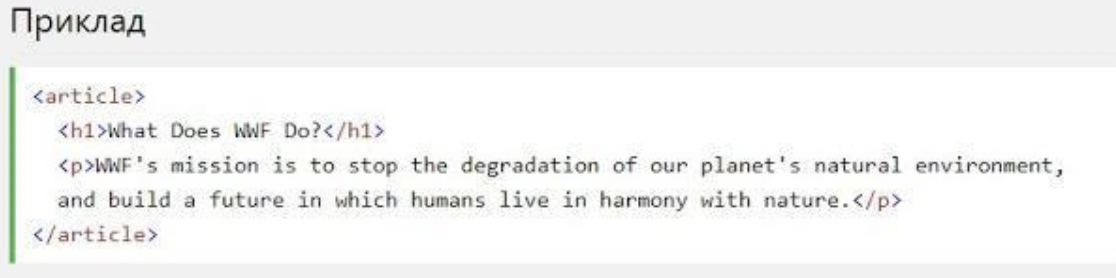 Приклад
<article>
<h1>What Does WWF Do?</h1>
<p>WWF's mission is to stop the degradation of our planet's natural environment,
and build a future in which humans live in harmony with nature.</p>
</article>